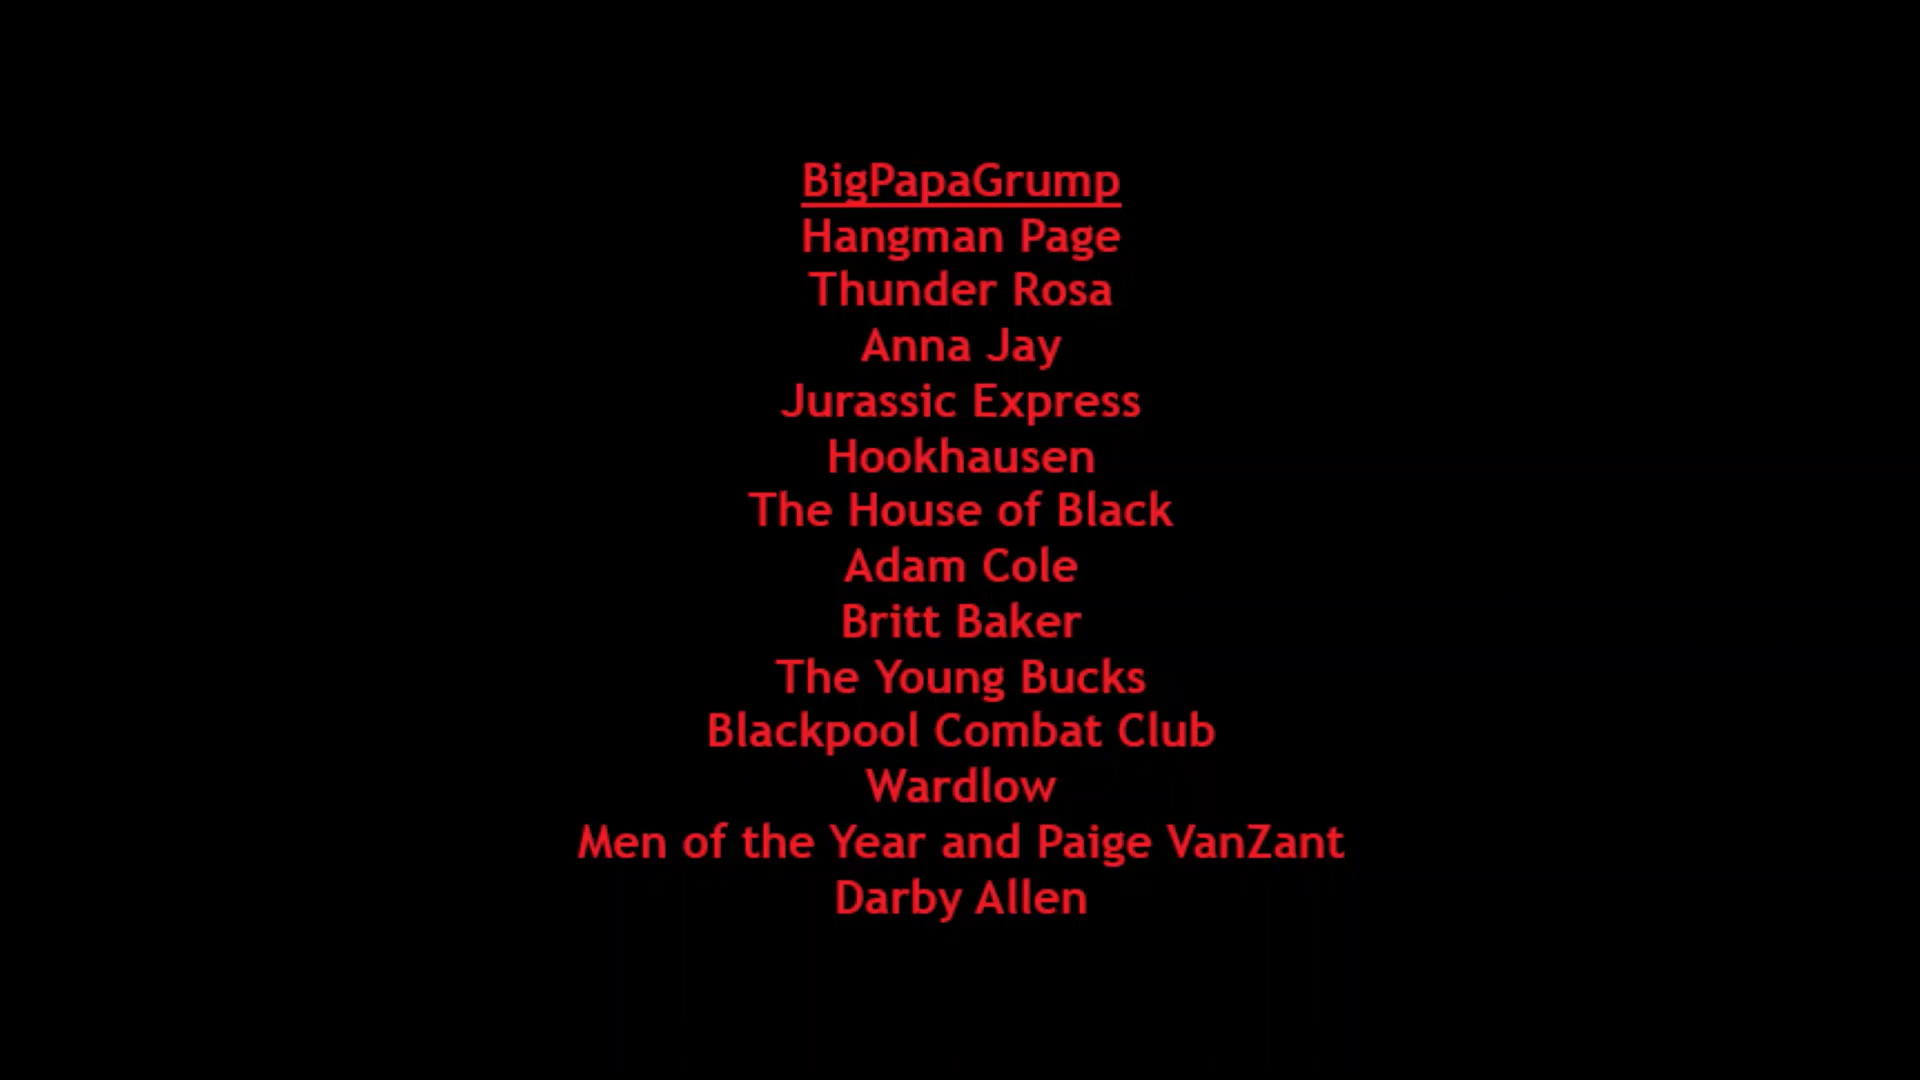 BigPapaGrump
Hangman Page
Thunder Rosa
Anna Jay
Jurassic Express
Hookhausen
The House of Black
Adam Cole
Britt Baker
The Young Bucks
Blackpool Combat Club
Wardlow
Men of the Year and Paige VanZant
Darby Allen